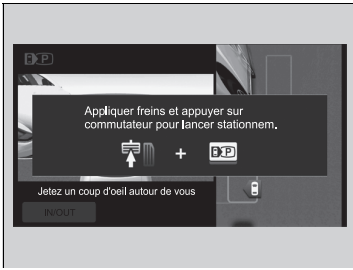 P
Appliquer freins et appuyer sur
commutateur pour lancer stationnem.
+ P
Jetez un coup d'oeil autour de vous
IN/OUT